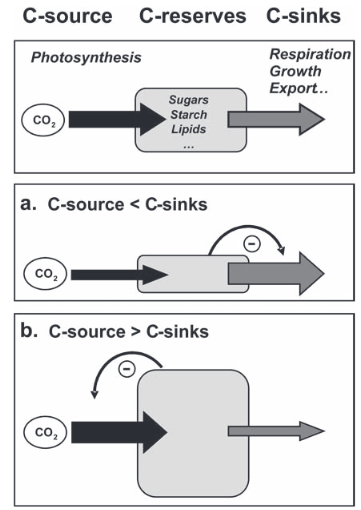 C-source C-reserves C-sinks
Photosynthesis
Respiration
Growth
Export...
CO2
Sugars
Starch
Lipids
...
a. C-source < C-sinks
−
CO2
b. C-source > C-sinks
−
CO2